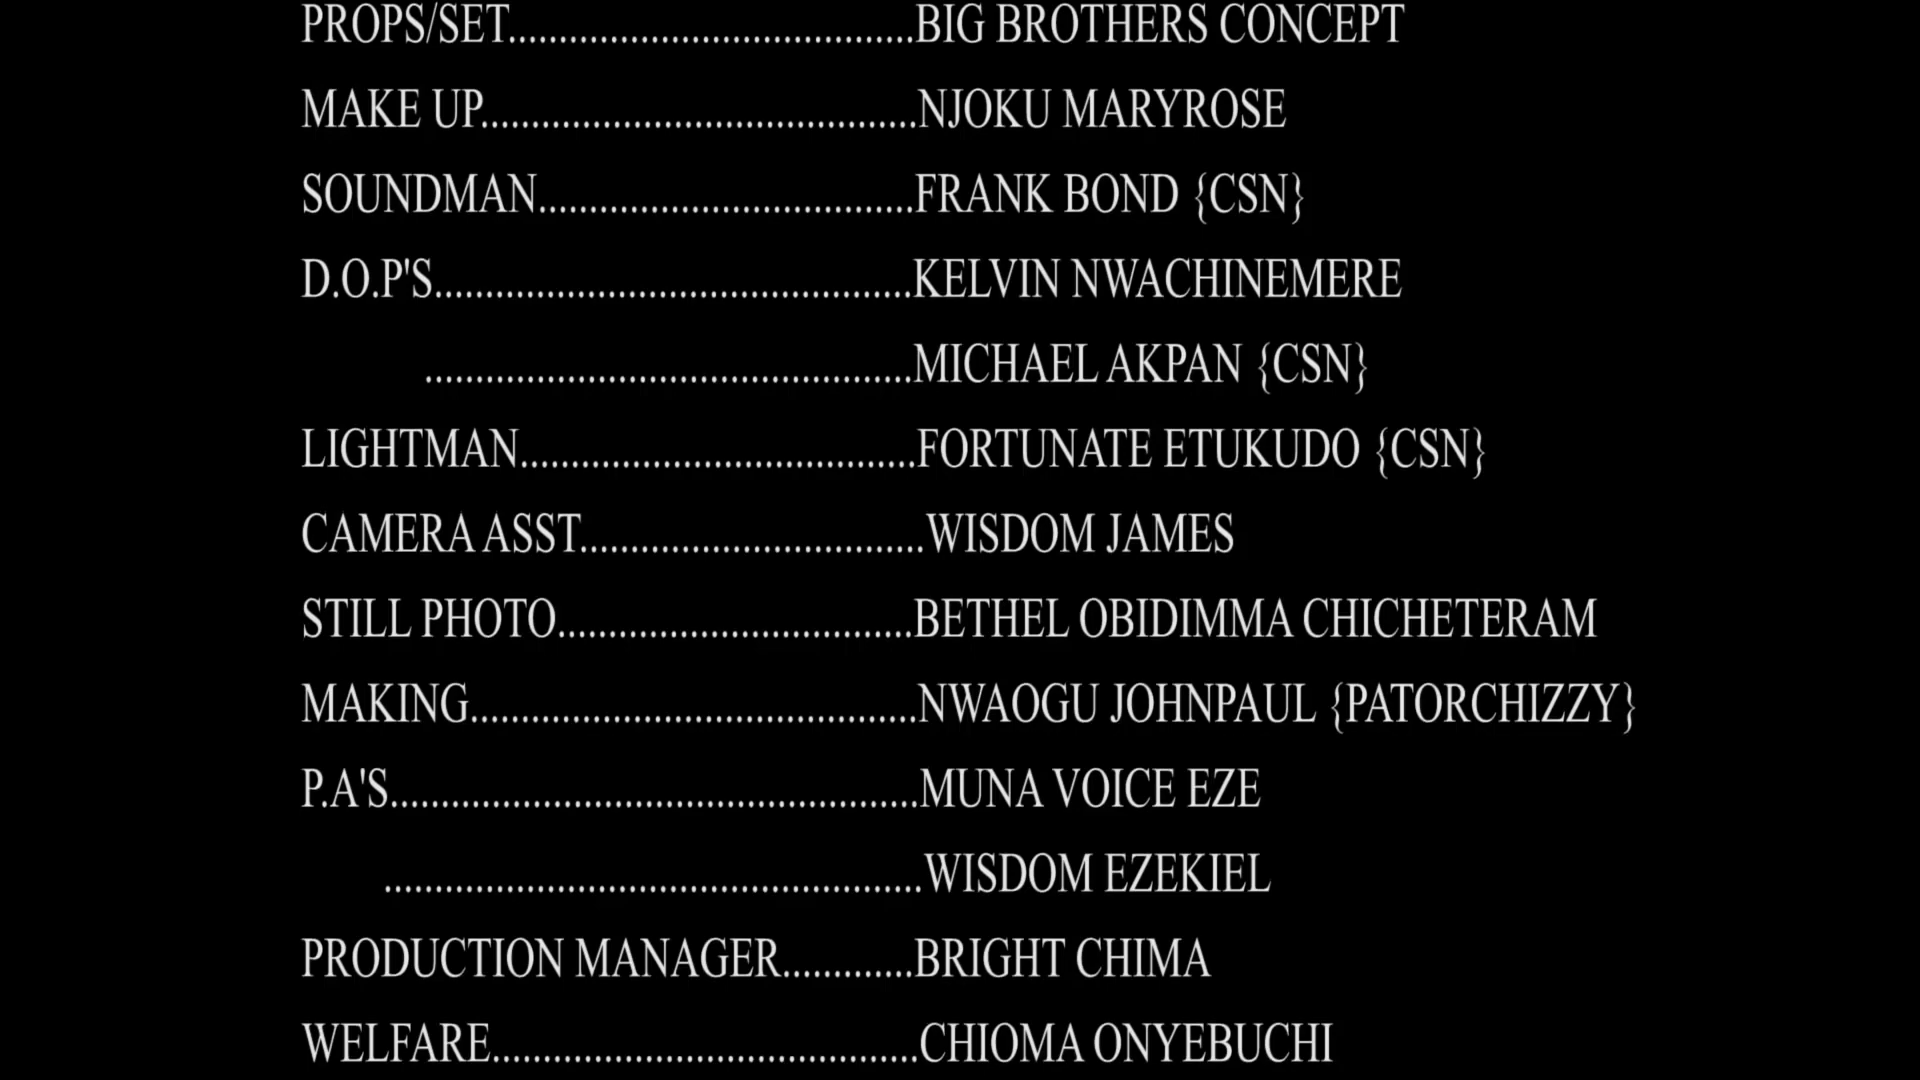 PROPS/SET........................................BIG BROTHERS CONCEPT
MAKE UP...........................................NJOKU MARYROSE
SOUNDMAN.....................................FRANK BOND {CSN}
D.O.P'S...............................................KELVIN NWACHINEMERE
................................................MICHAEL AKPAN {CSN}
LIGHTMAN.......................................FORTUNATE ETUKUDO {CSN}
CAMERA ASST..................................WISDOM JAMES
STILL PHOTO...................................BETHEL OBIDIMMA CHICHETERAM
MAKING............................................NWAOGU JOHNPAUL {PATORCHIZZY}
P.A'S....................................................MUNA VOICE EZE
.....................................................WISDOM EZEKIEL
PRODUCTION MANAGER.............BRIGHT CHIMA
WELFARE..........................................CHIOMA ONYEBUCHI